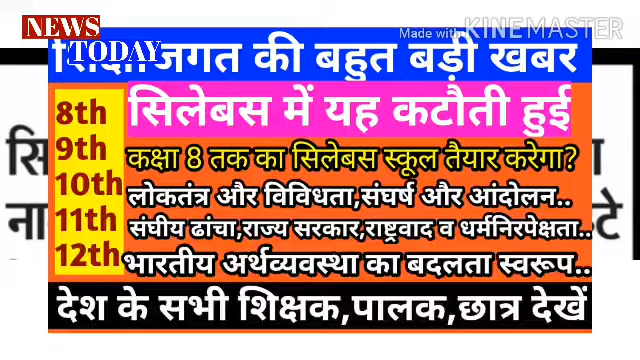 NEWS
TODAY
Made with KINEMASTER
शिक्षा जगत की बहुत बड़ी खबर
8th
9th
10th
11th
12th
सिलेबस में यह कटौती हुई
कक्षा 8 तक का सिलेबस स्कूल तैयार करेगा?
लोकतंत्र और विविधता,संघर्ष और आंदोलन..
संघीय ढांचा,राज्य सरकार,राष्ट्रवाद व धर्मनिरपेक्षता..
भारतीय अर्थव्यवस्था का बदलता स्वरूप..
देश के सभी शिक्षक,पालक,छात्र देखें